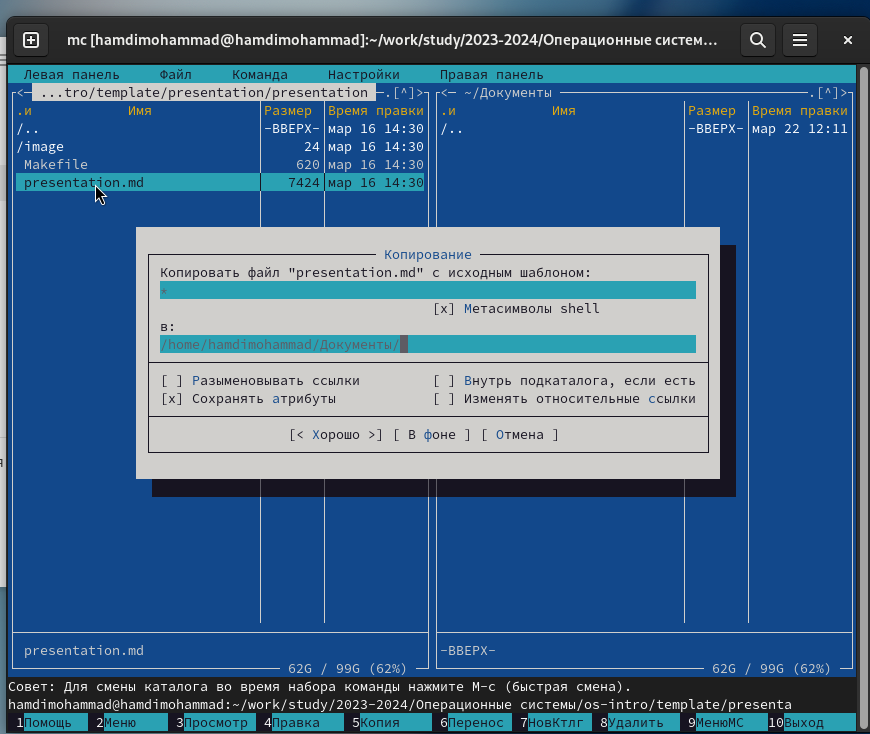 mc [hamdimohammad@hamdimohammad]:~/work/study/2023-2024/Операционные систем...
Левая панель Файл Команда Настройки Правая панель
<— ...tro/template/presentation/presentation —.[^]>
.и Имя Размер Время правки
/.. -ВВЕРХ- мар 16 14:30
/image 24 мар 16 14:30
Makefile 620 мар 16 14:30
presentation.md 7424 мар 16 14:30
<— ~/Документы .[^]>
.и Имя Размер Время правки
/.. -ВВЕРХ- мар 22 12:11
Копирование
Копировать файл "presentation.md" с исходным шаблоном:
*
[x] Метасимволы shell
в:
/home/hamdimohammad/Документы/
[ ] Разыменовывать ссылки [ ] Внутрь подкаталога, если есть
[x] Сохранять атрибуты [ ] Изменять относительные ссылки
[< Хорошо >] [ В фоне ] [ Отмена ]
presentation.md
62G / 99G (62%)
-ВВЕРХ-
62G / 99G (62%)
Совет: Для смены каталога во время набора команды нажмите M-c (быстрая смена).
hamdimohammad@hamdimohammad:~/work/study/2023-2024/Операционные системы/os-intro/template/presenta
1Помощь 2Меню 3Просмотр 4Правка 5Копия 6Перенос 7НовКтлг 8Удалить 9МенюMC 10Выход